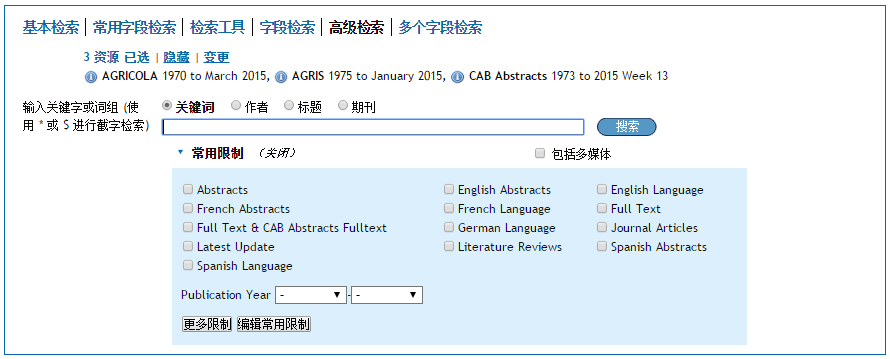 基本检索 常用字段检索 检索工具 字段检索 高级检索 多个字段检索
3 资源 已选 | 隐藏 | 变更
AGRICOLA 1970 to March 2015, AGRIS 1975 to January 2015, CAB Abstracts 1973 to 2015 Week 13
输入关键字或词组 (使 关键词 作者 标题 期刊
用 * 或 $ 进行截字检索) 搜索
常用限制 (关闭) 包括多媒体
Abstracts English Abstracts English Language
French Abstracts French Language Full Text
Full Text & CAB Abstracts Fulltext German Language Journal Articles
Latest Update Literature Reviews Spanish Abstracts
Spanish Language
Publication Year - - -
更多限制 编辑常用限制